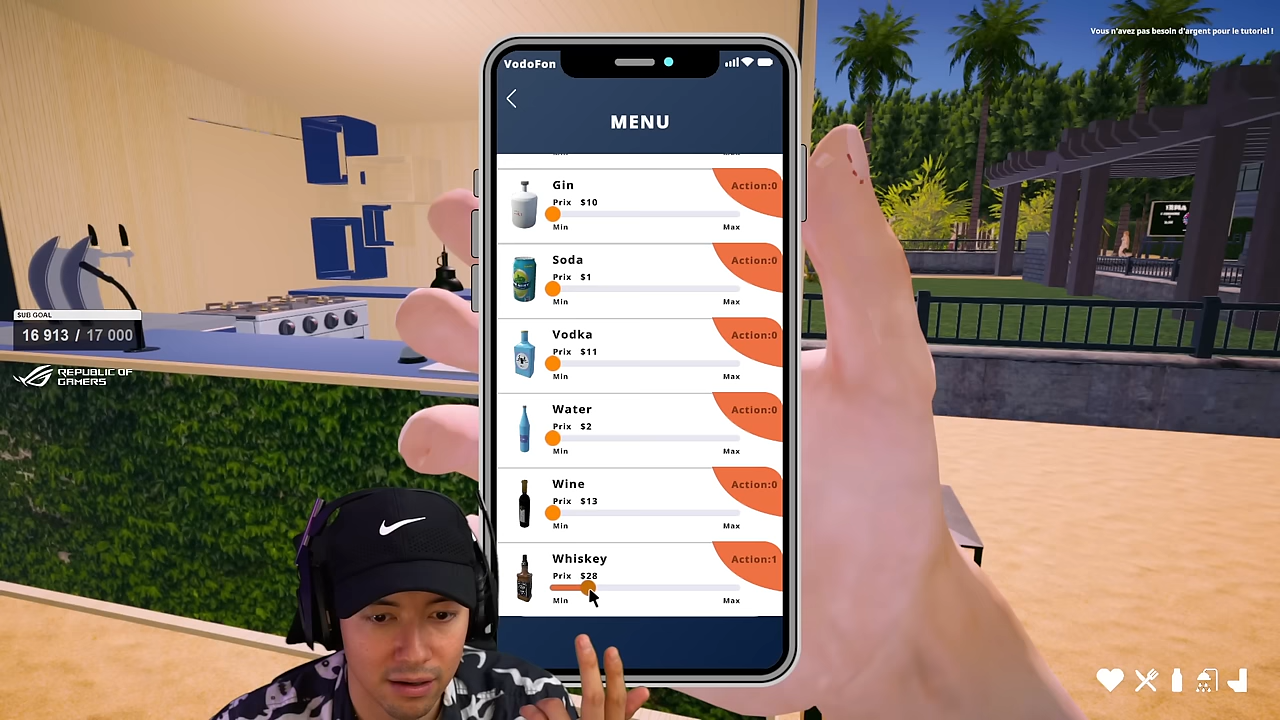 Vous n'avez pas besoin d'argent pour le tutoriel !
VodoFon
MENU
Gin
Action:0
Prix $10
Min Max
Soda
Action:0
Prix $1
Min Max
Vodka
Action:0
Prix $11
Min Max
Water
Action:0
Prix $2
Min Max
Wine
Action:0
Prix $13
Min Max
Whiskey
Action:1
Prix $28
Min Max
SUB GOAL
16 913 / 17 000
REPUBLIC OF
GAMERS